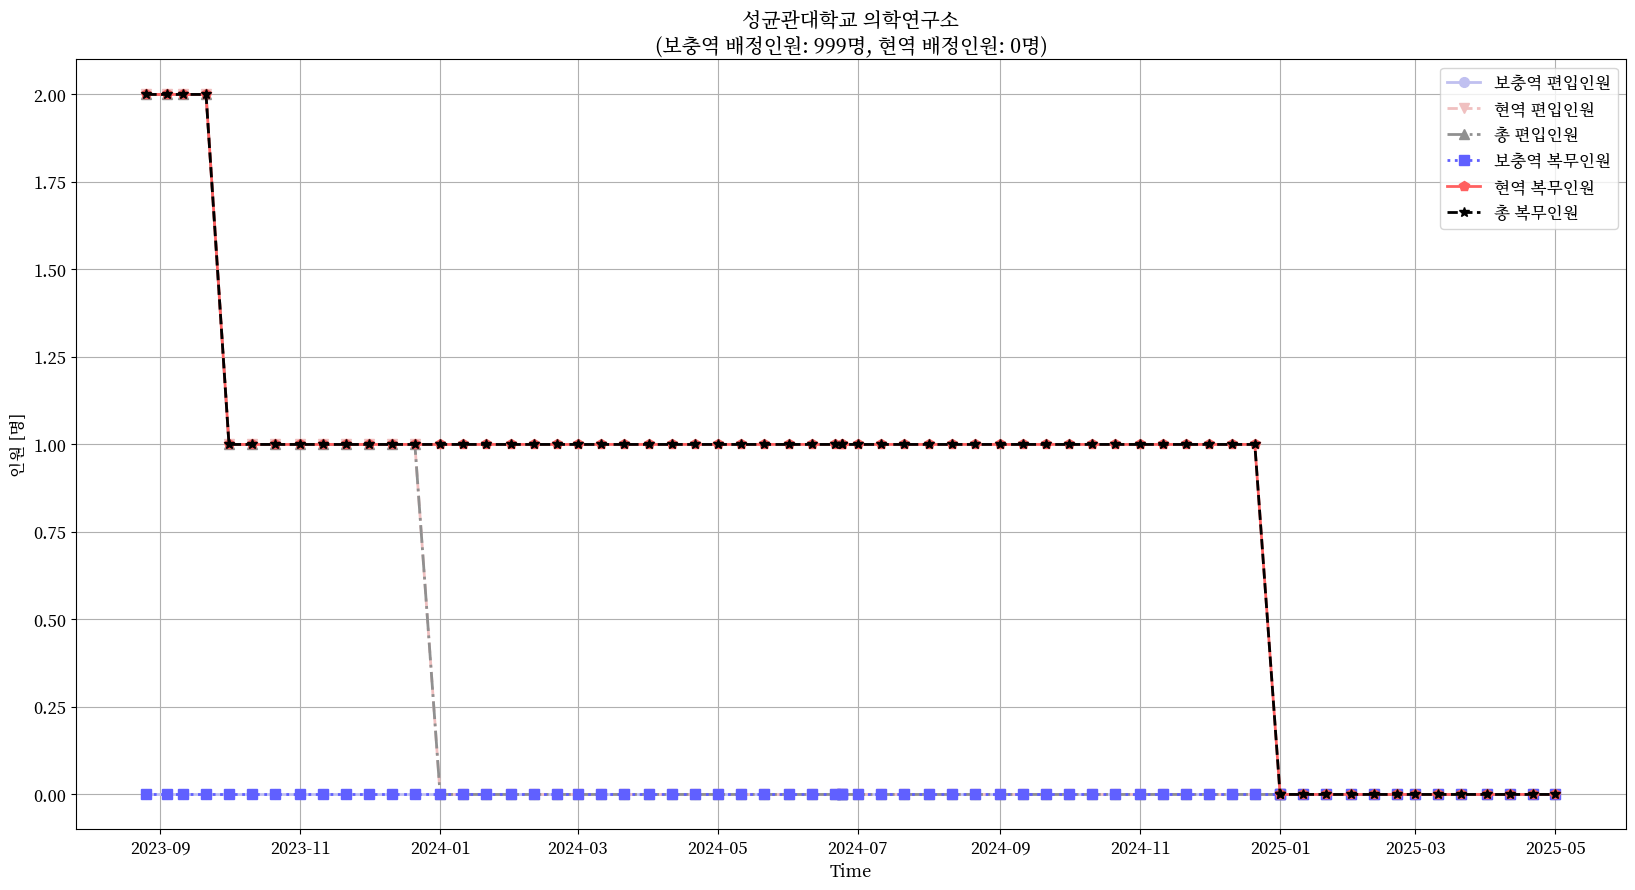 성균관대학교 의학연구소
(보충역 배정인원: 999명, 현역 배정인원: 0명)
보충역 편입인원
현역 편입인원
총 편입인원
보충역 복무인원
현역 복무인원
총 복무인원
2.00
1.75
1.50
1.25
1.00
0.75
0.50
0.25
0.00
인원 [명]
2023-09 2023-11 2024-01 2024-03 2024-05 2024-07 2024-09 2024-11 2025-01 2025-03 2025-05
Time